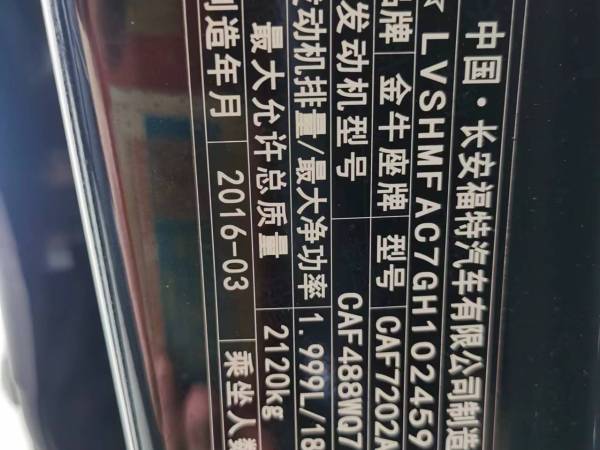 中国·长安福特汽车有限公司制造
☆LVSHMFAC7GH102459
品牌 金牛座牌 型号 CAF7202A
发动机型号 CAF488WQ7
发动机排量/最大净功率 1.999L/18
最大允许总质量 2120kg
制造年月 2016-03 乘坐人数